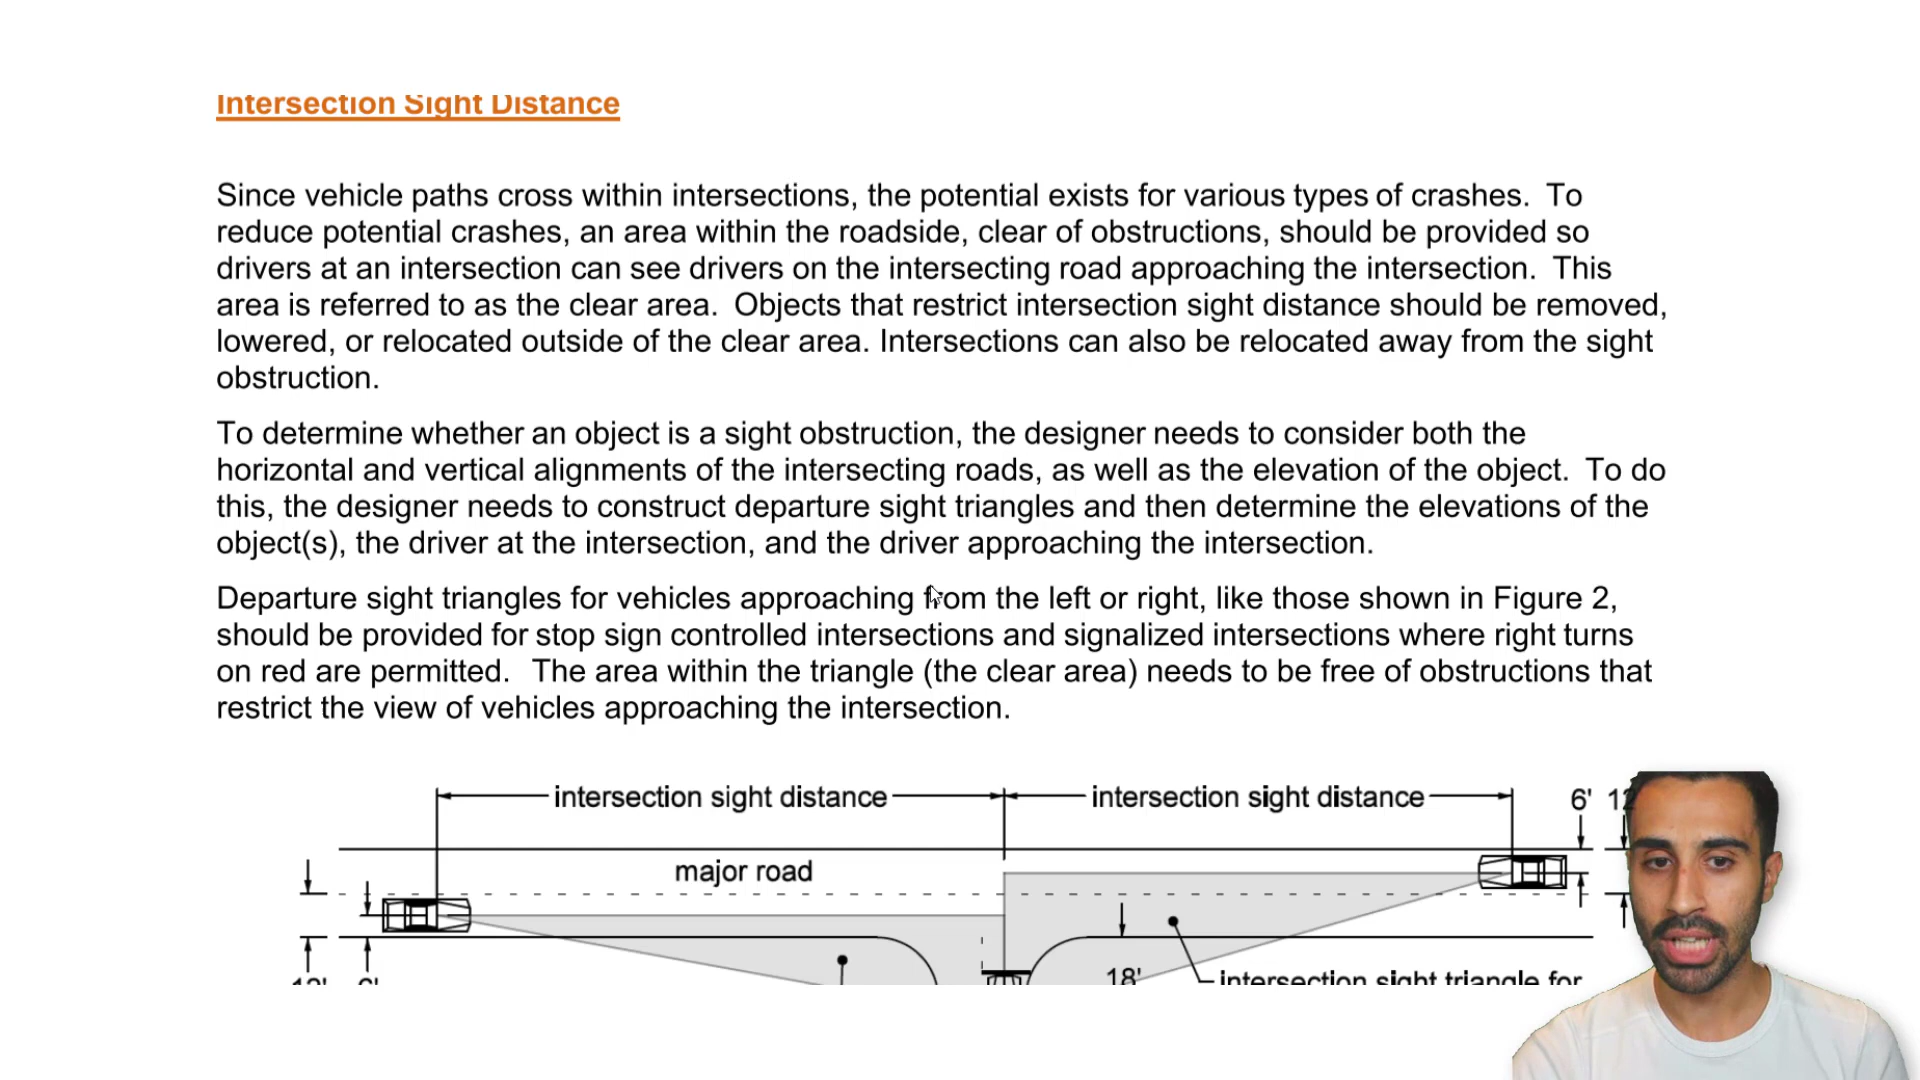 Intersection Sight Distance
Since vehicle paths cross within intersections, the potential exists for various types of crashes.  To
reduce potential crashes, an area within the roadside, clear of obstructions, should be provided so
drivers at an intersection can see drivers on the intersecting road approaching the intersection.  This
area is referred to as the clear area.  Objects that restrict intersection sight distance should be removed,
lowered, or relocated outside of the clear area. Intersections can also be relocated away from the sight
obstruction.
To determine whether an object is a sight obstruction, the designer needs to consider both the
horizontal and vertical alignments of the intersecting roads, as well as the elevation of the object.  To do
this, the designer needs to construct departure sight triangles and then determine the elevations of the
object(s), the driver at the intersection, and the driver approaching the intersection.
Departure sight triangles for vehicles approaching from the left or right, like those shown in Figure 2,
should be provided for stop sign controlled intersections and signalized intersections where right turns
on red are permitted.  The area within the triangle (the clear area) needs to be free of obstructions that
restrict the view of vehicles approaching the intersection.
intersection sight distance intersection sight distance 6'
major road
18' intersection sight triangle for